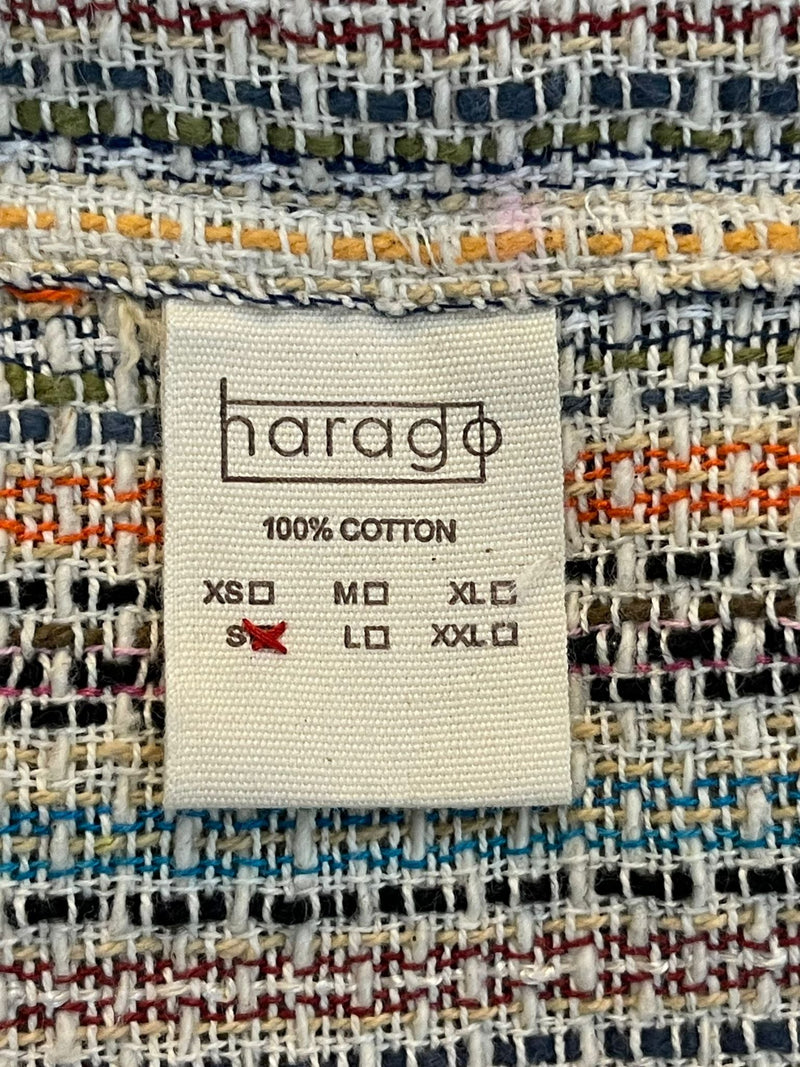 harago
100% COTTON
XS☐ M☐ XL☐
S☒ L☐ XXL☐